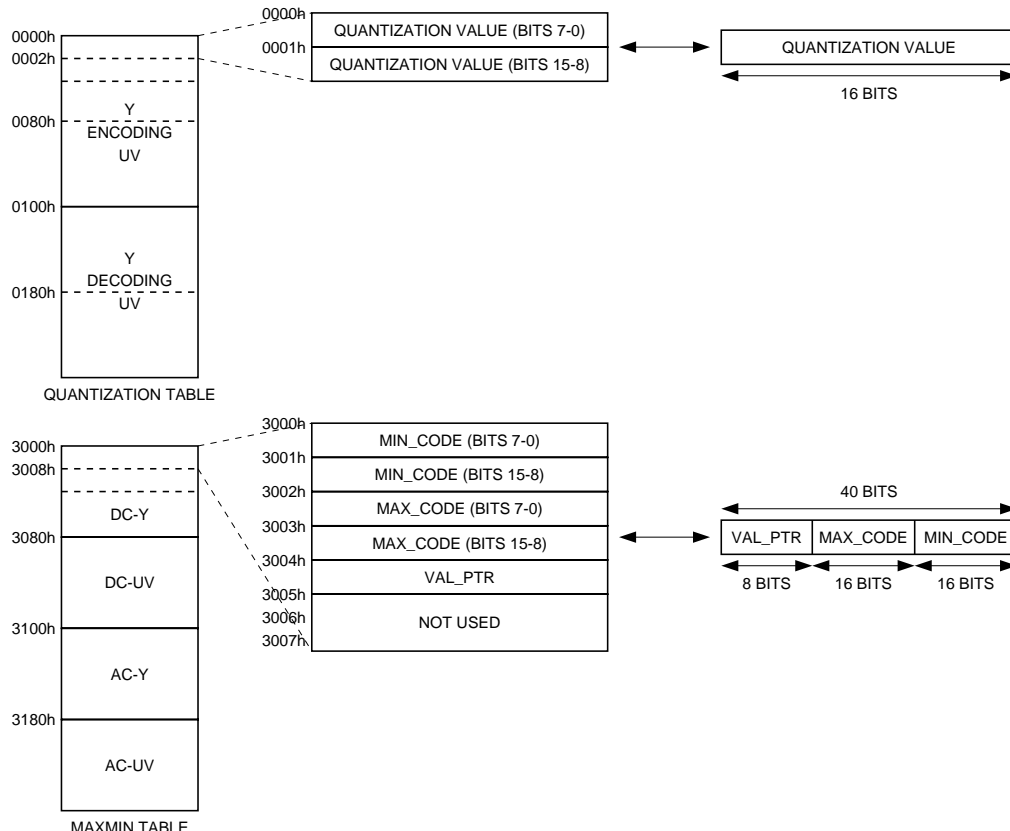 0000h
0002h
0080h
0100h
0180h
Y
ENCODING
UV
Y
DECODING
UV
QUANTIZATION TABLE
0000h
0001h
QUANTIZATION VALUE (BITS 7-0)
QUANTIZATION VALUE (BITS 15-8)
QUANTIZATION VALUE
16 BITS
3000h
3008h
3080h
3100h
3180h
DC-Y
DC-UV
AC-Y
AC-UV
MAXMIN TABLE
3000h
3001h
3002h
3003h
3004h
3005h
3006h
3007h
MIN_CODE (BITS 7-0)
MIN_CODE (BITS 15-8)
MAX_CODE (BITS 7-0)
MAX_CODE (BITS 15-8)
VAL_PTR
NOT USED
40 BITS
VAL_PTR MAX_CODE MIN_CODE
8 BITS 16 BITS 16 BITS